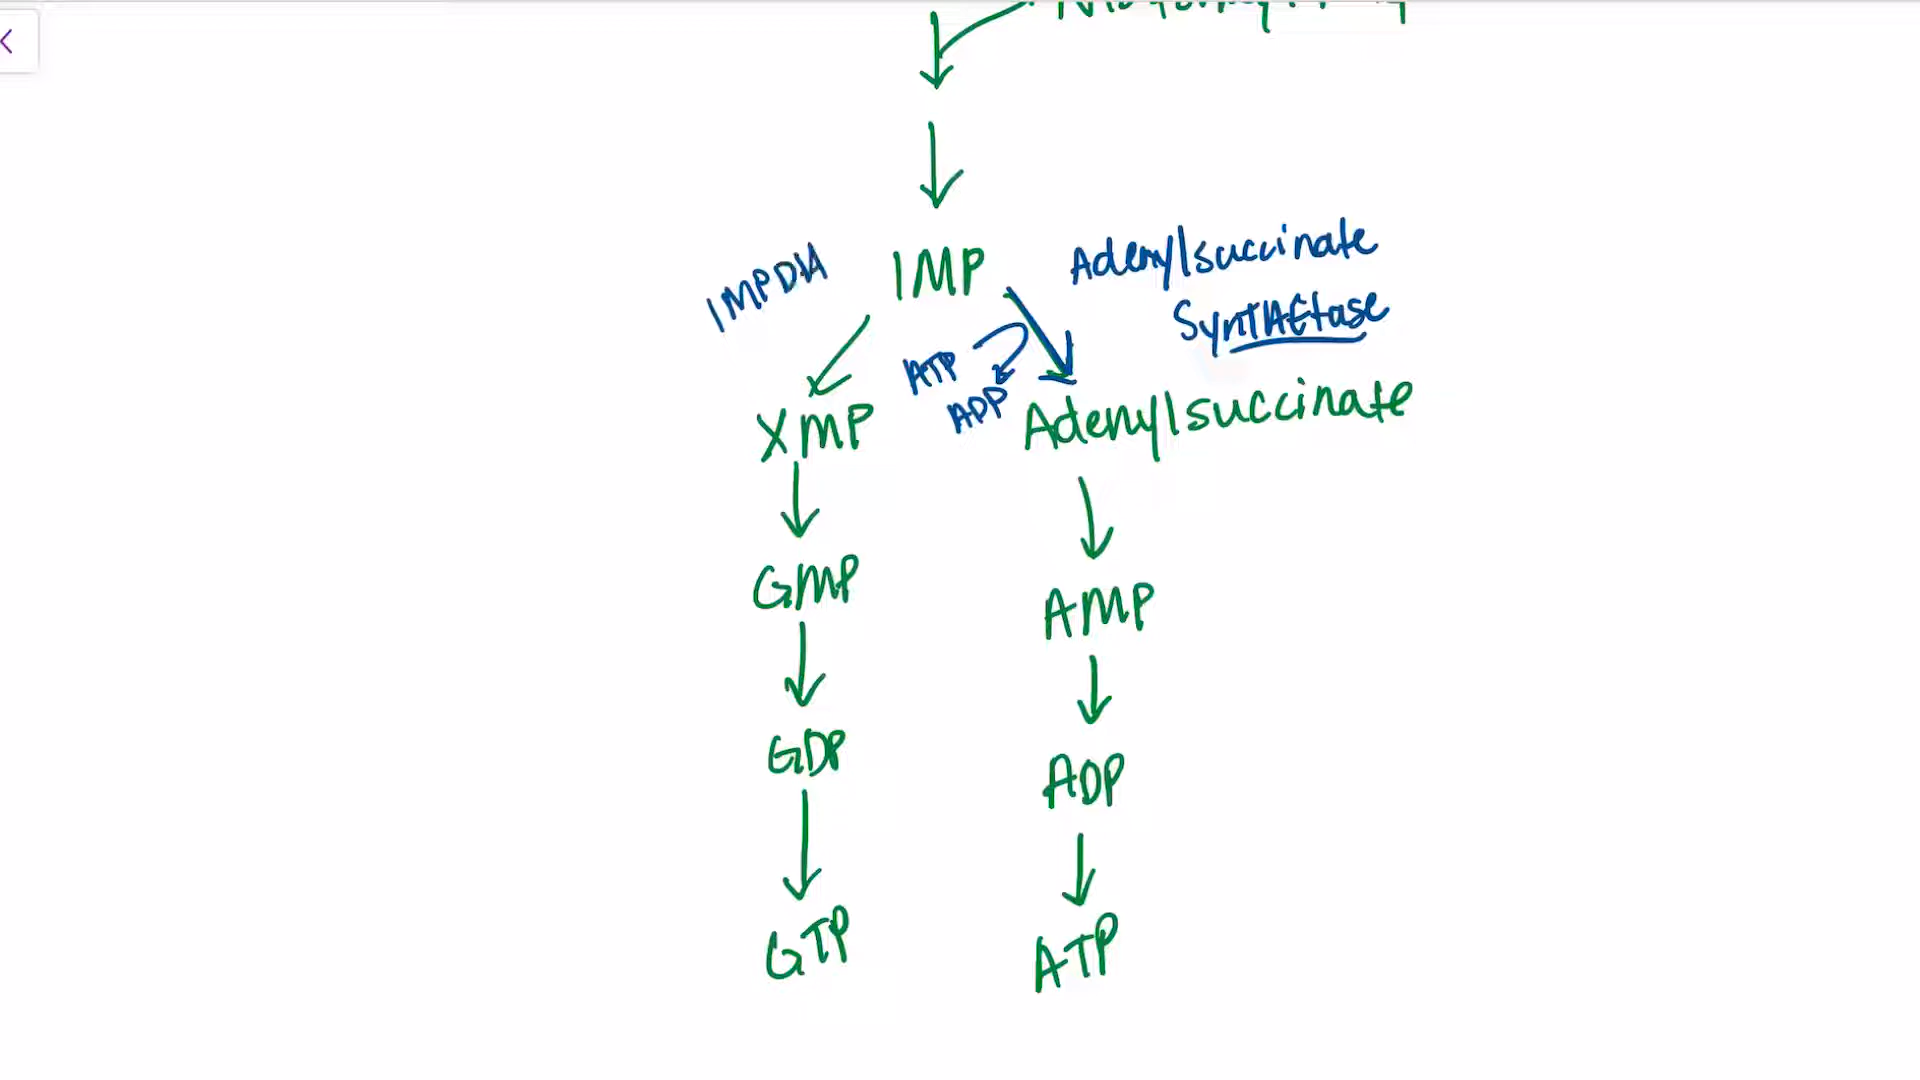 IMP
IMPDH
Adenylsuccinate
SynTHEtase
ATP
ADP
XMP
Adenylsuccinate
GMP
AMP
GDP
ADP
GTP
ATP